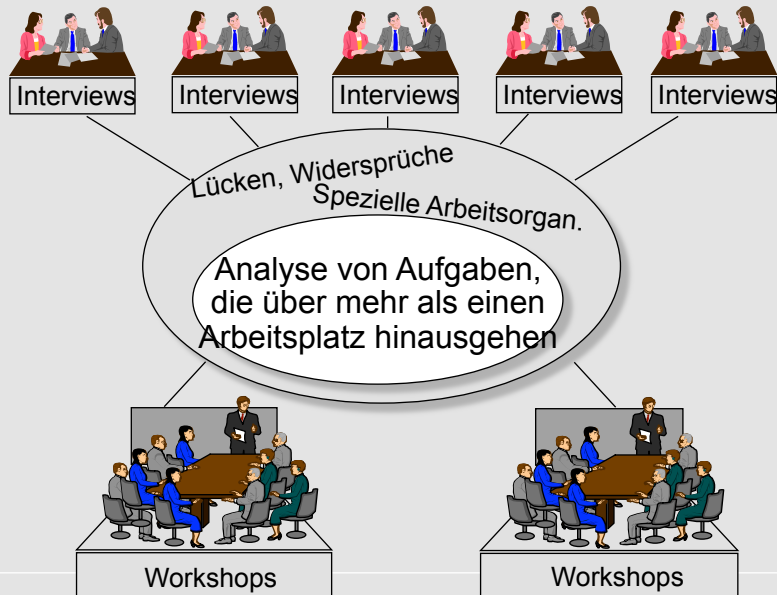 Interviews
Interviews
Interviews
Interviews
Interviews
Lücken, Widersprüche
Spezielle Arbeitsorgan.
Analyse von Aufgaben,
die über mehr als einen
Arbeitsplatz hinausgehen
Workshops
Workshops